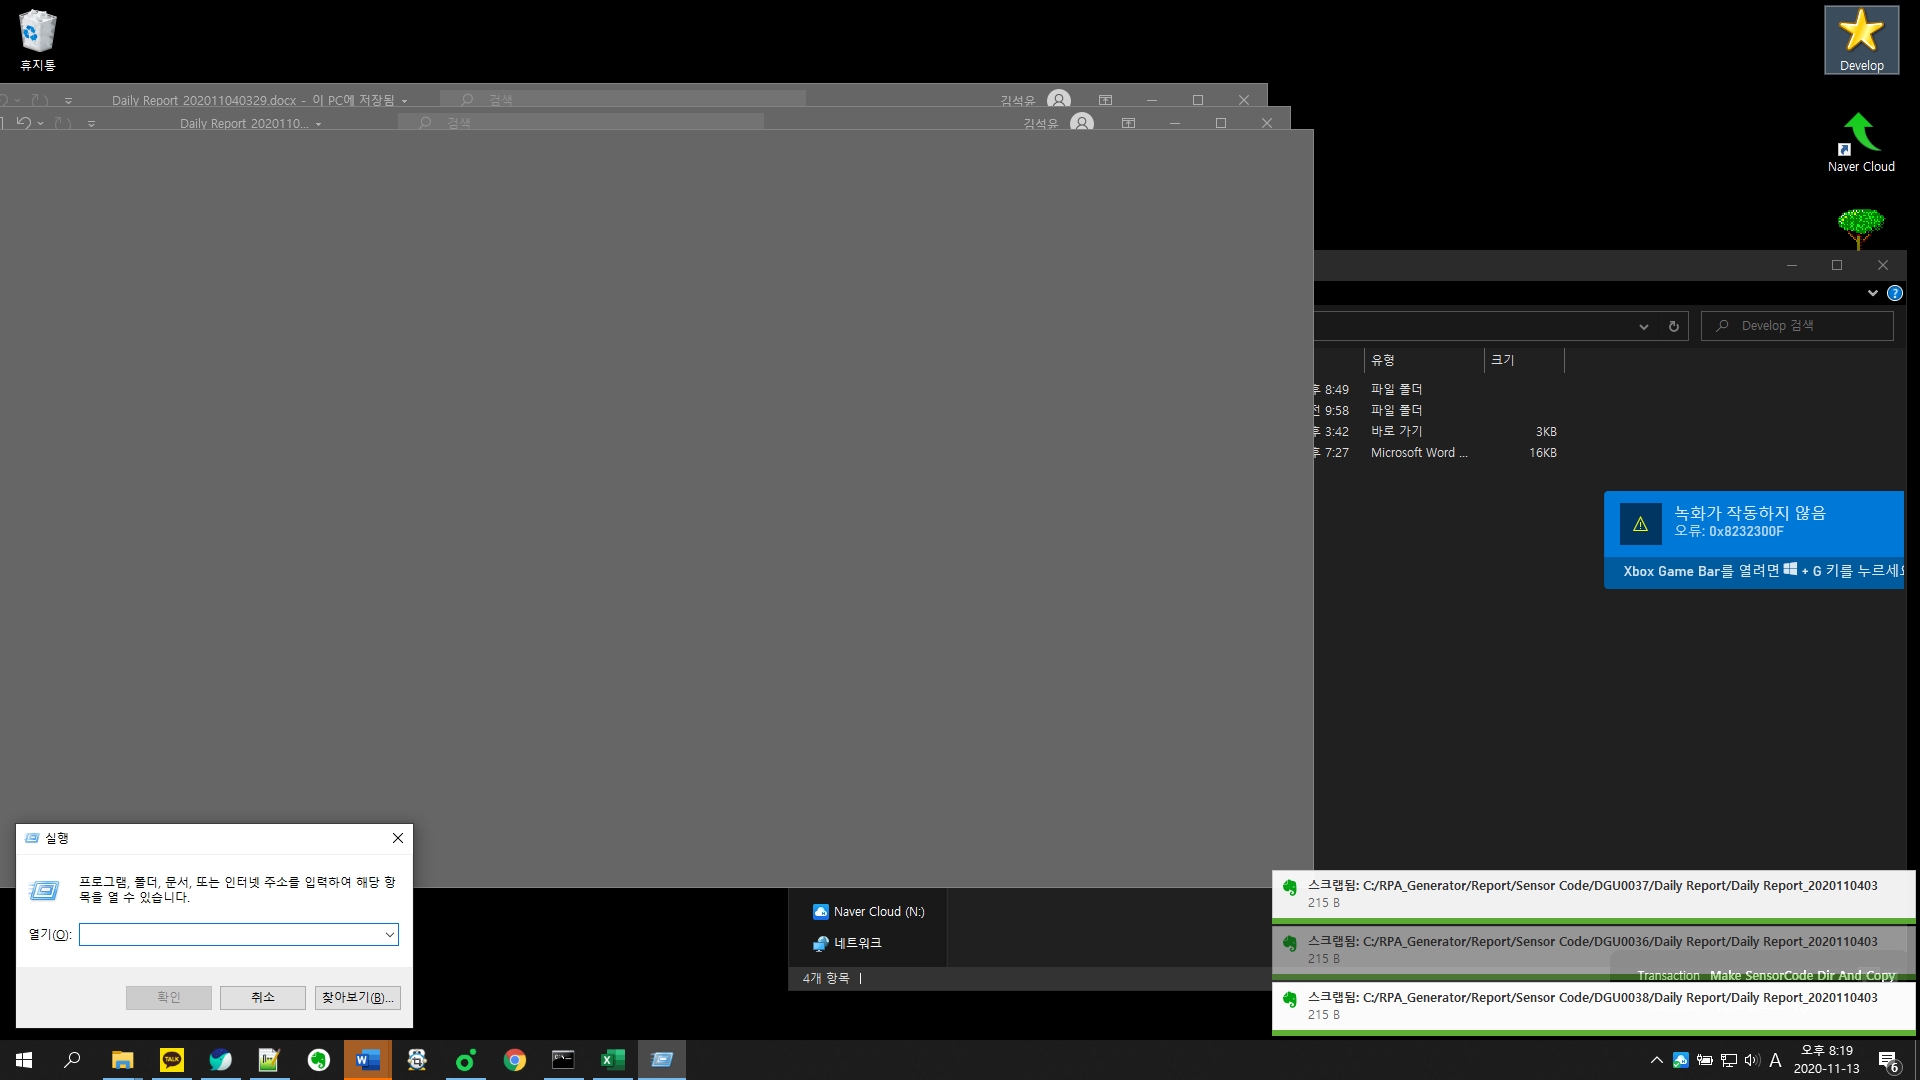 휴지통
Develop
Daily Report 202011040329.docx - 이 PC에 저장됨
검색
김석윤
Daily Report 2020110...
검색
김석윤
Naver Cloud
Develop 검색
유형
크기
8:49
파일 폴더
9:58
파일 폴더
3:42
바로 가기
3KB
7:27
Microsoft Word ...
16KB
녹화가 작동하지 않음
오류: 0x8232300F
Xbox Game Bar를 열려면 + G 키를 누르세
실행
프로그램, 폴더, 문서, 또는 인터넷 주소를 입력하여 해당 항
목을 열 수 있습니다.
열기(O):
확인
취소
찾아보기(B)...
Naver Cloud (N:)
네트워크
4개 항목
스크랩됨: C:/RPA_Generator/Report/Sensor Code/DGU0037/Daily Report/Daily Report_2020110403
215 B
스크랩됨: C:/RPA_Generator/Report/Sensor Code/DGU0036/Daily Report/Daily Report_2020110403
215 B
Transaction Make SensorCode Dir And Copy
스크랩됨: C:/RPA_Generator/Report/Sensor Code/DGU0038/Daily Report/Daily Report_2020110403
215 B
TALK
A
오후 8:19
2020-11-13
6